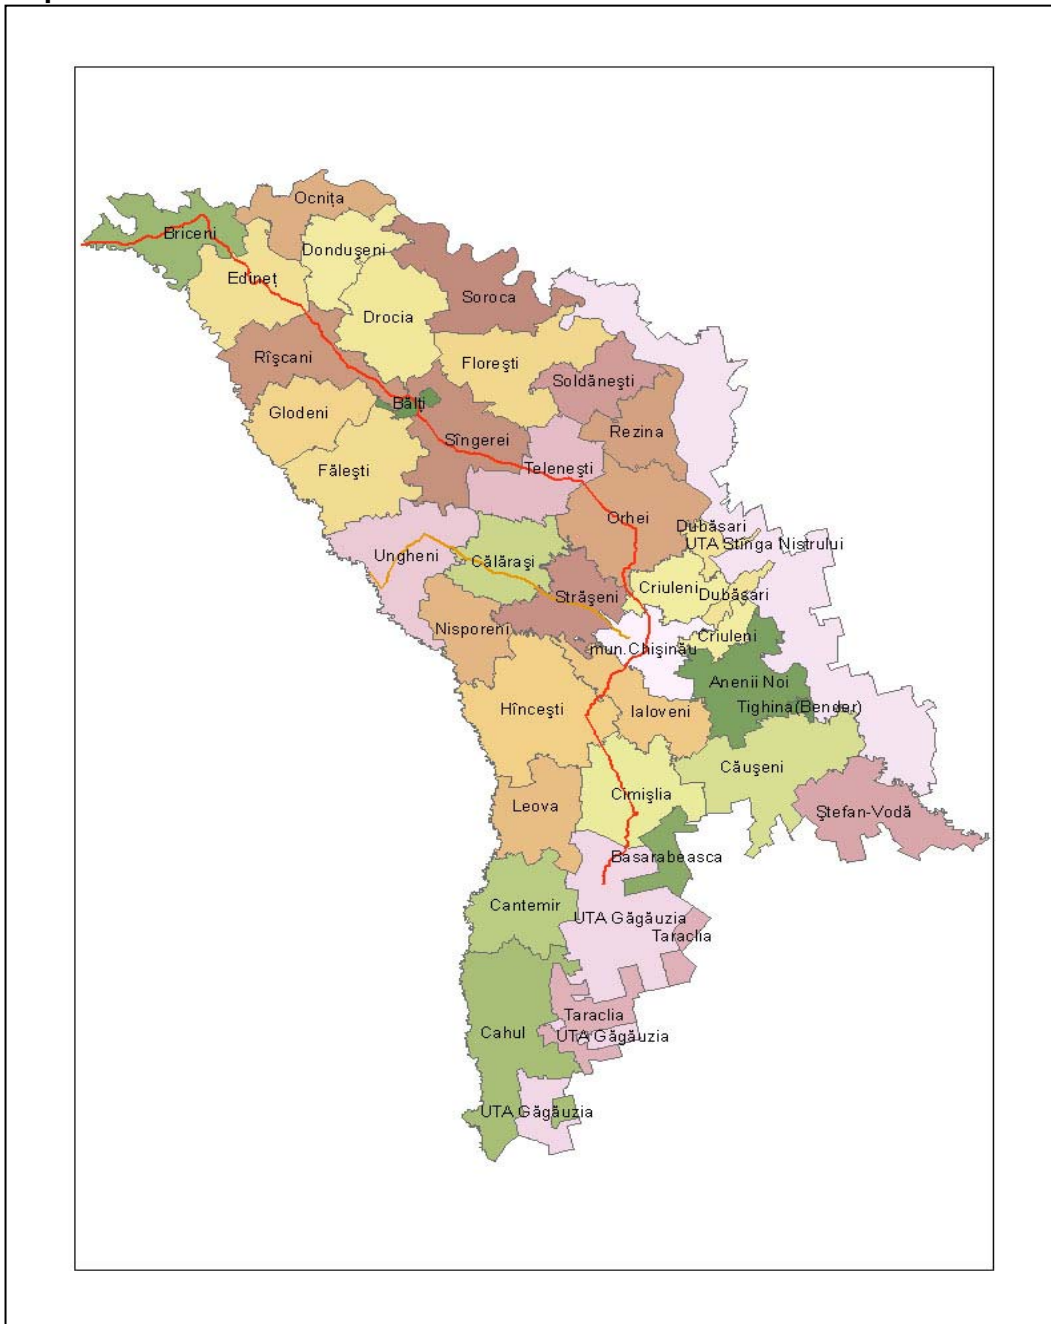 Ocnița
Briceni
Dondușeni
Edineț
Soroca
Drocia
Rîșcani
Florești
Soldănești
Bălți
Glodeni
Rezina
Sîngerei
Fălești
Telenești
Orhei
Dubăsari
UTA Stinga Nistrului
Ungheni
Călărași
Criuleni
Dubăsari
Strășeni
Nisporeni
Criuleni
mun.Chișinău
Anenii Noi
Tighina(Bender)
Hîncești
Ialoveni
Căușeni
Cimișlia
Leova
Ștefan-Vodă
Basarabeasca
Cantemir
UTA Găgăuzia
Taraclia
Taraclia
Cahul
UTA Găgăuzia
UTA Găgăuzia